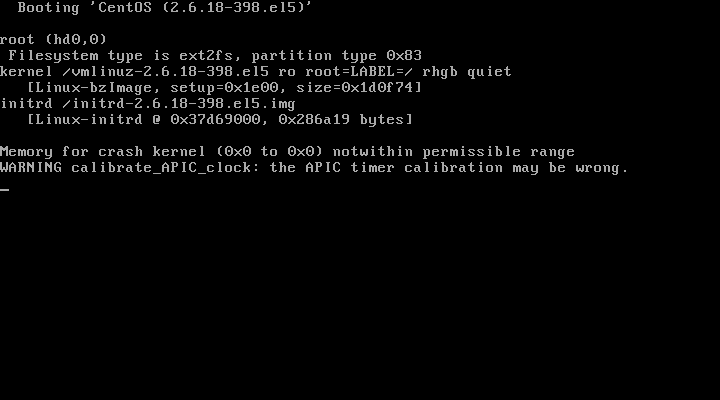 Booting 'CentOS (2.6.18-398.el5)'
root (hd0,0)
Filesystem type is ext2fs, partition type 0x83
kernel /vmlinuz-2.6.18-398.el5 ro root=LABEL=/ rhgb quiet
[Linux-bzImage, setup=0x1e00, size=0x1d0f74]
initrd /initrd-2.6.18-398.el5.img
[Linux-initrd @ 0x37d69000, 0x286a19 bytes]
Memory for crash kernel (0x0 to 0x0) notwithin permissible range
WARNING calibrate_APIC_clock: the APIC timer calibration may be wrong.